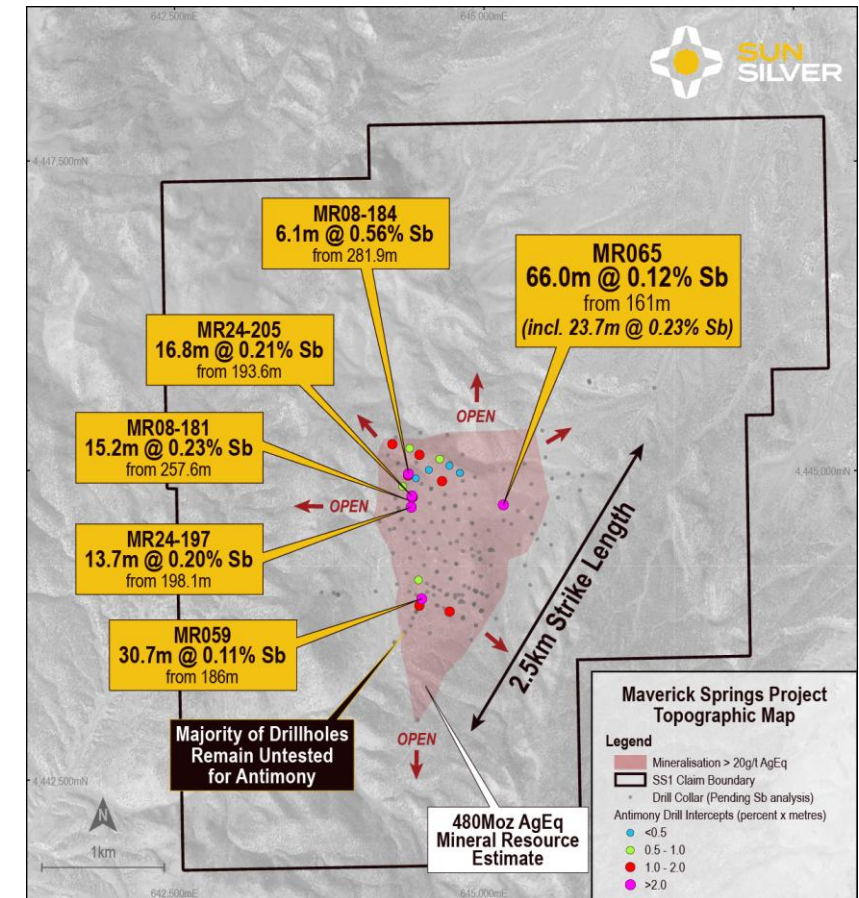 642,500mE
645,000mE
SUN
SILVER
4,447,500mN
MR08-184
6.1m @ 0.56% Sb
from 281.9m
MR065
66.0m @ 0.12% Sb
from 161m
(incl. 23.7m @ 0.23% Sb)
MR24-205
16.8m @ 0.21% Sb
from 193.6m
OPEN
MR08-181
15.2m @ 0.23% Sb
from 257.6m
4,445,000mN
OPEN
MR24-197
13.7m @ 0.20% Sb
from 198.1m
2.5km Strike Length
MR059
30.7m @ 0.11% Sb
from 186m
Majority of Drillholes
Remain Untested
for Antimony
OPEN
4,442,500mN
480Moz AgEq
Mineral Resource
Estimate
N
1km
642,500mE
645,000mE
Maverick Springs Project
Topographic Map
Legend
Mineralisation > 20g/t AgEq
SS1 Claim Boundary
Drill Collar (Pending Sb analysis)
Antimony Drill Intercepts (percent x metres)
<0.5
0.5 - 1.0
1.0 - 2.0
>2.0